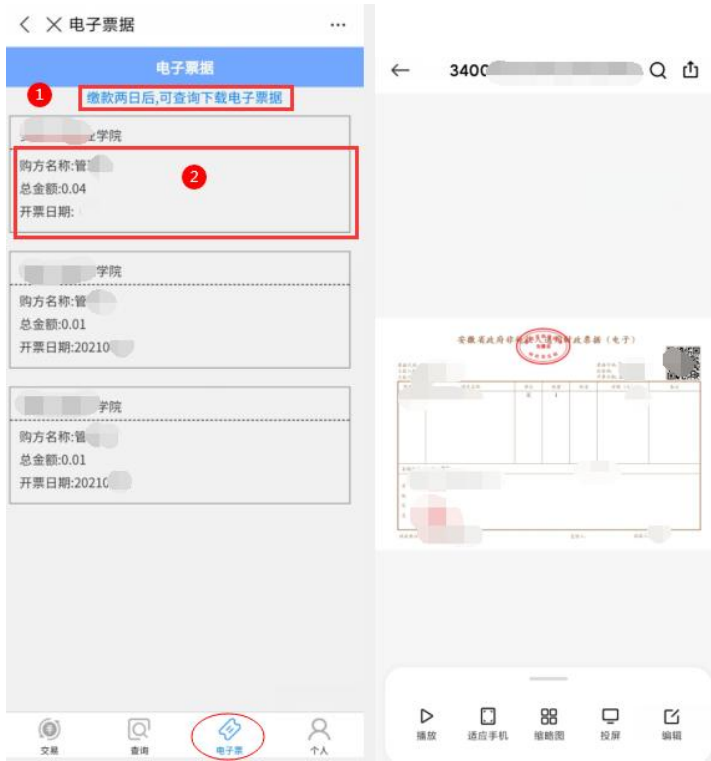 电子票据
电子票据
1
缴款两日后,可查询下载电子票据
学院
购方名称:管
2
总金额:0.04
开票日期:
学院
购方名称:管
总金额:0.01
开票日期:20210
学院
购方名称:管
总金额:0.01
开票日期:20210
交易
查询
电子票
个人
3400
安徽省政府非税收入通用财政票据（电子）
播放
适应手机
缩略图
投屏
编辑